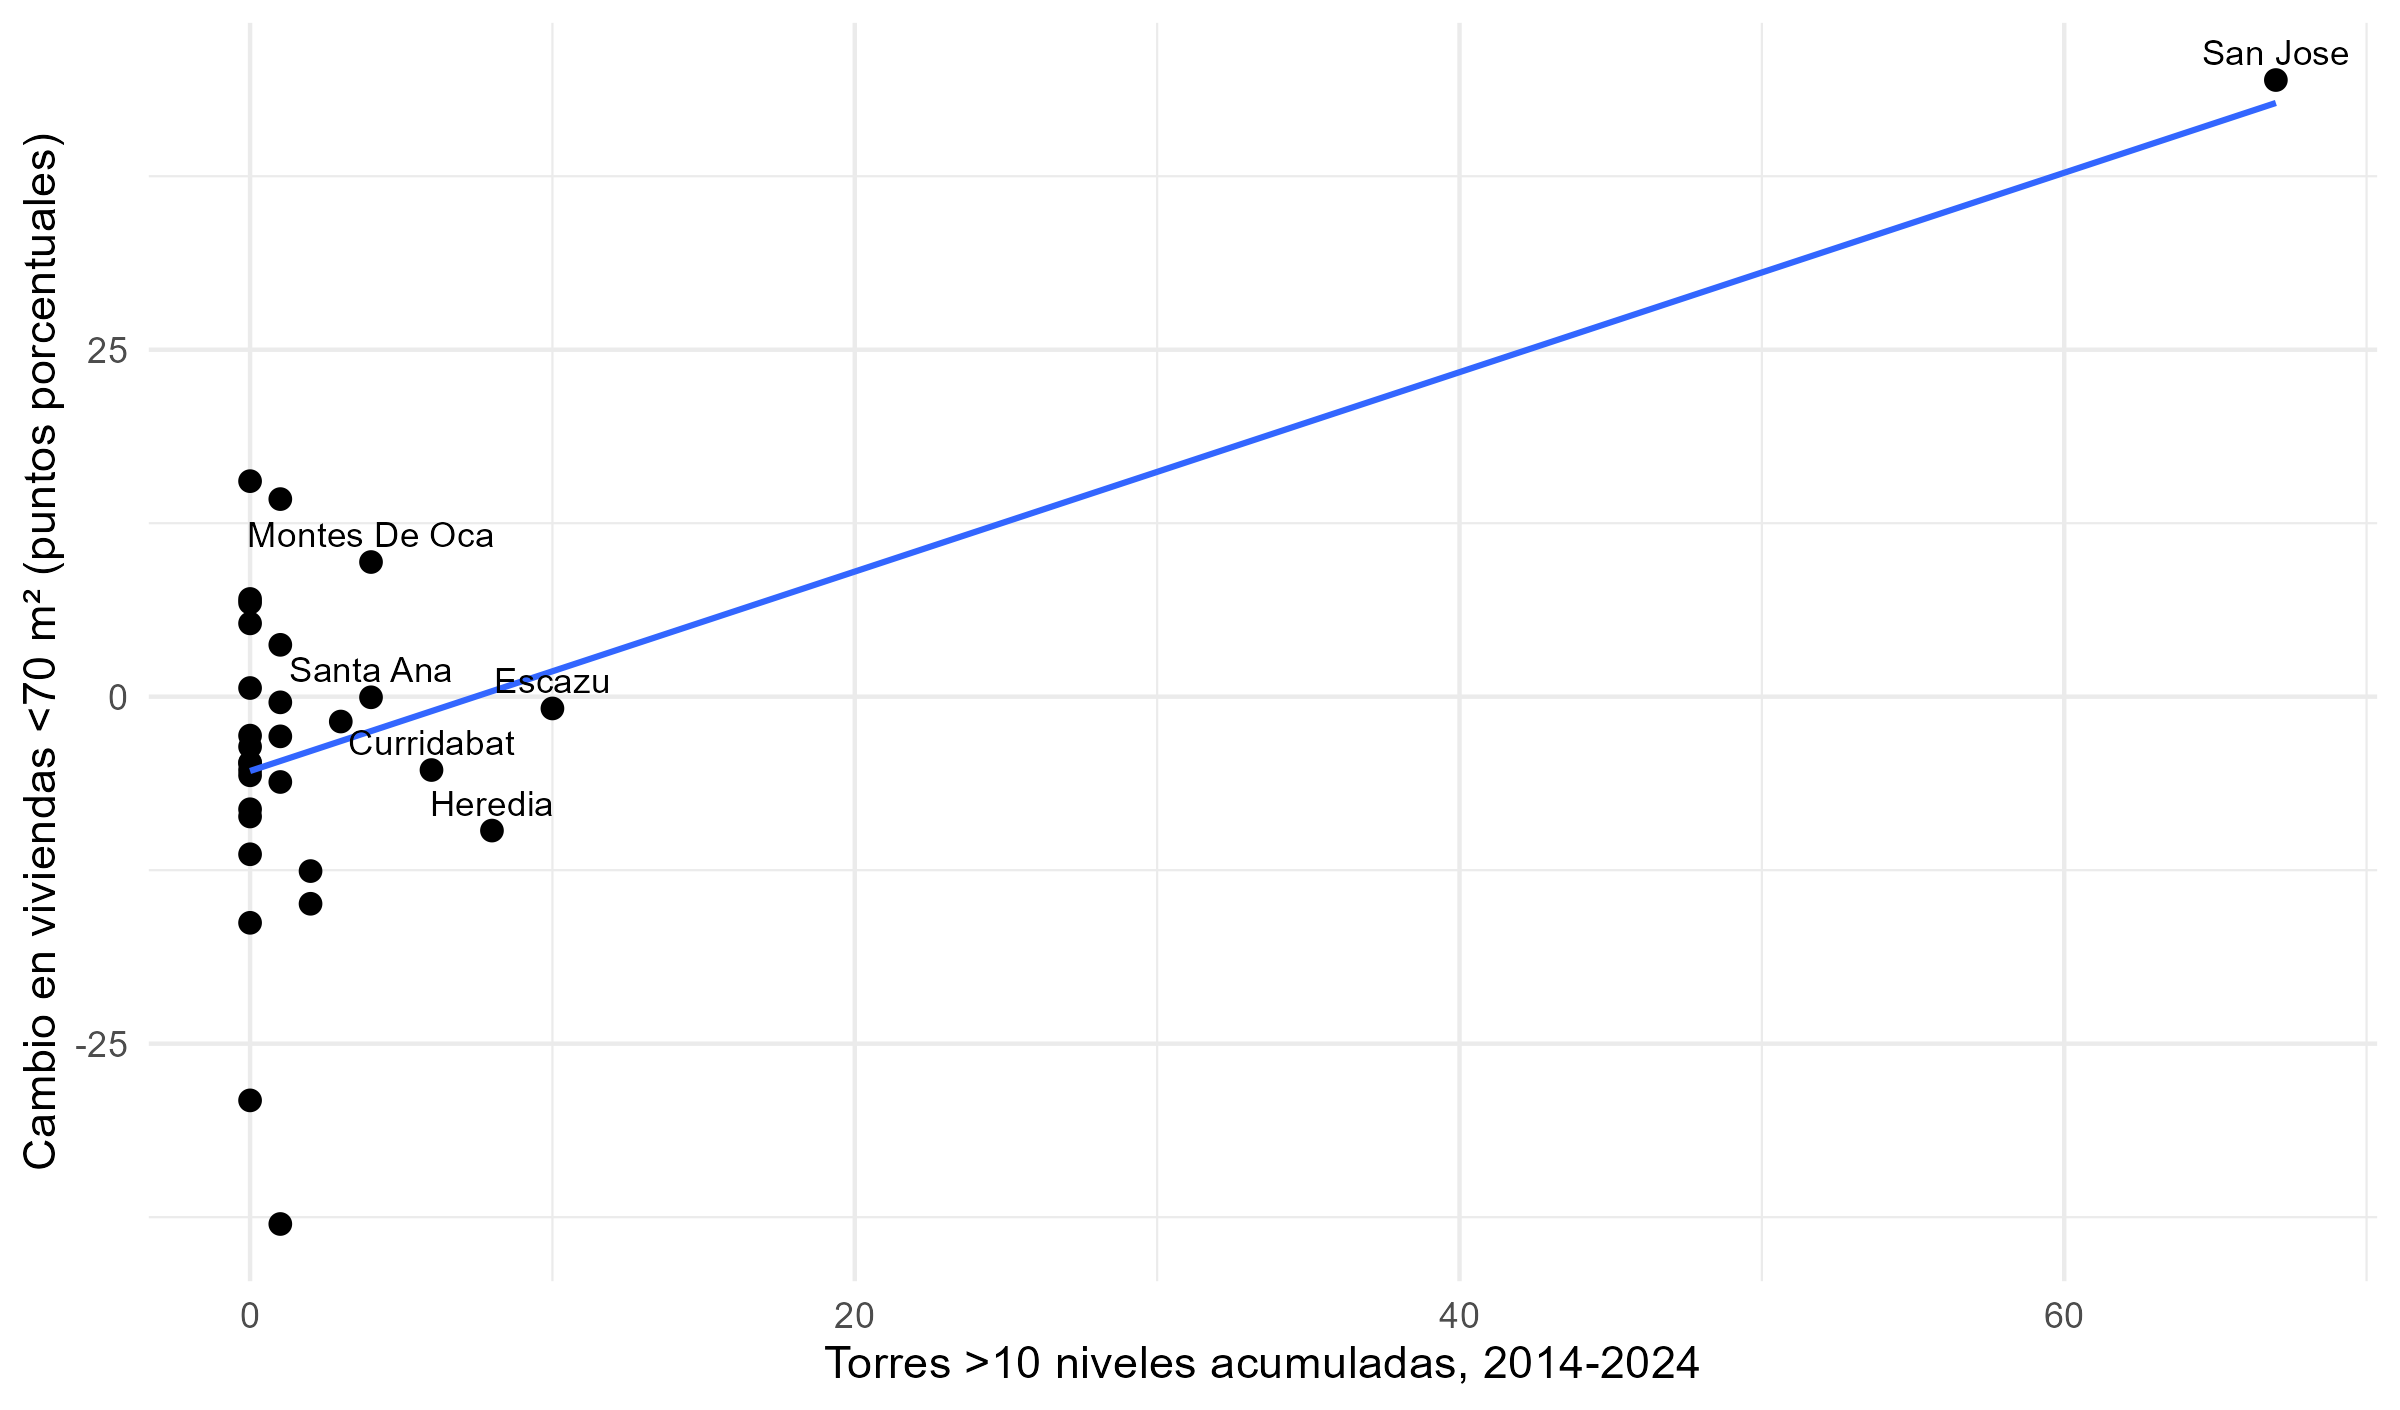 San Jose
Montes De Oca
Santa Ana
Escazu
Curridabat
Heredia
25
0
-25
0
20
40
60
Torres >10 niveles acumuladas, 2014-2024
Cambio en viviendas <70 m² (puntos porcentuales)